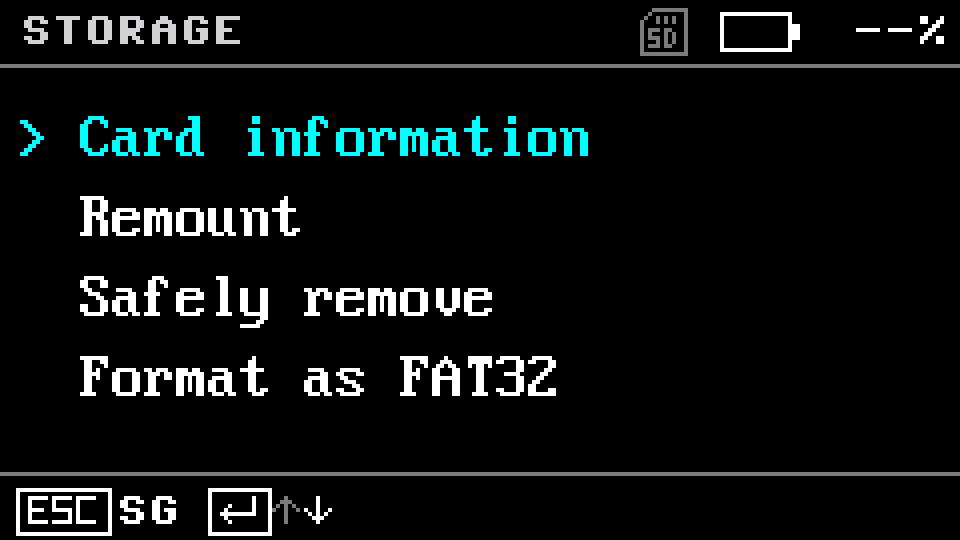 STORAGE SD --%
> Card information
Remount
Safely remove
Format as FAT32
ESC SG ↵ ↑↓